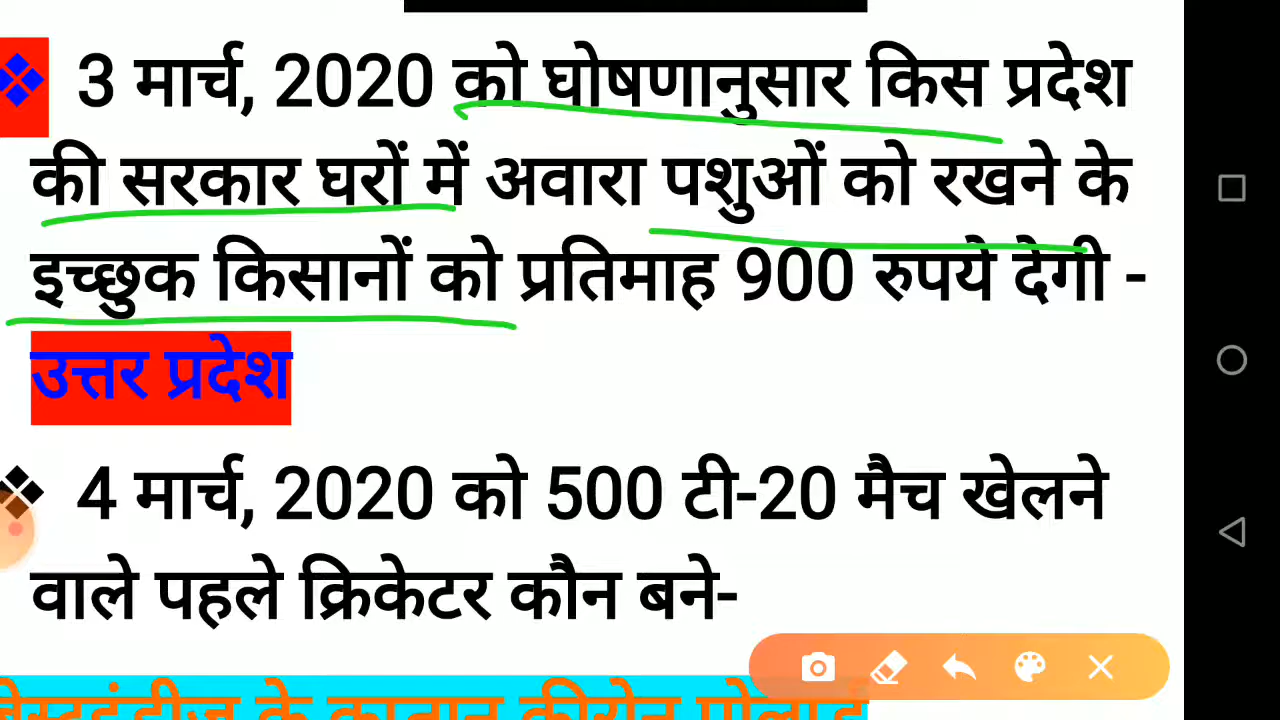 ❖ 3 मार्च, 2020 को घोषणानुसार किस प्रदेश
की सरकार घरों में अवारा पशुओं को रखने के
इच्छुक किसानों को प्रतिमाह 900 रुपये देगी -
उत्तर प्रदेश
❖ 4 मार्च, 2020 को 500 टी-20 मैच खेलने
वाले पहले क्रिकेटर कौन बने-
के